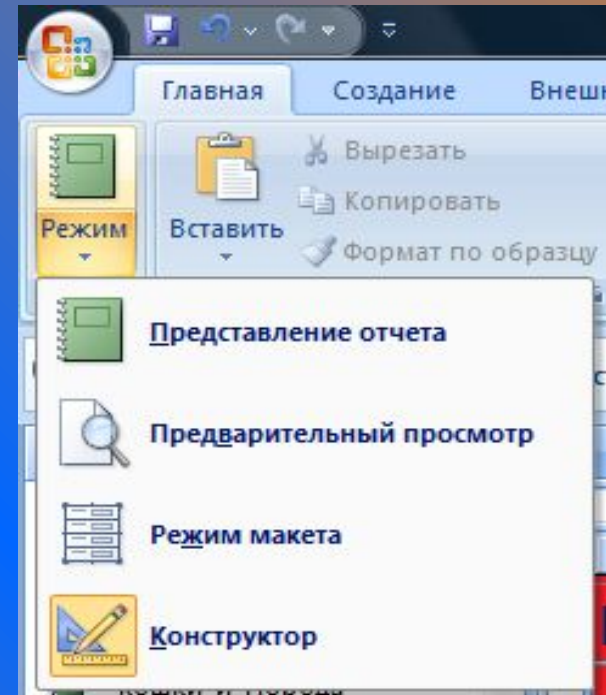 Главная Создание Внешн
Вырезать
Копировать
Режим Вставить
Формат по образцу
Представление отчета
Предварительный просмотр
Режим макета
Конструктор